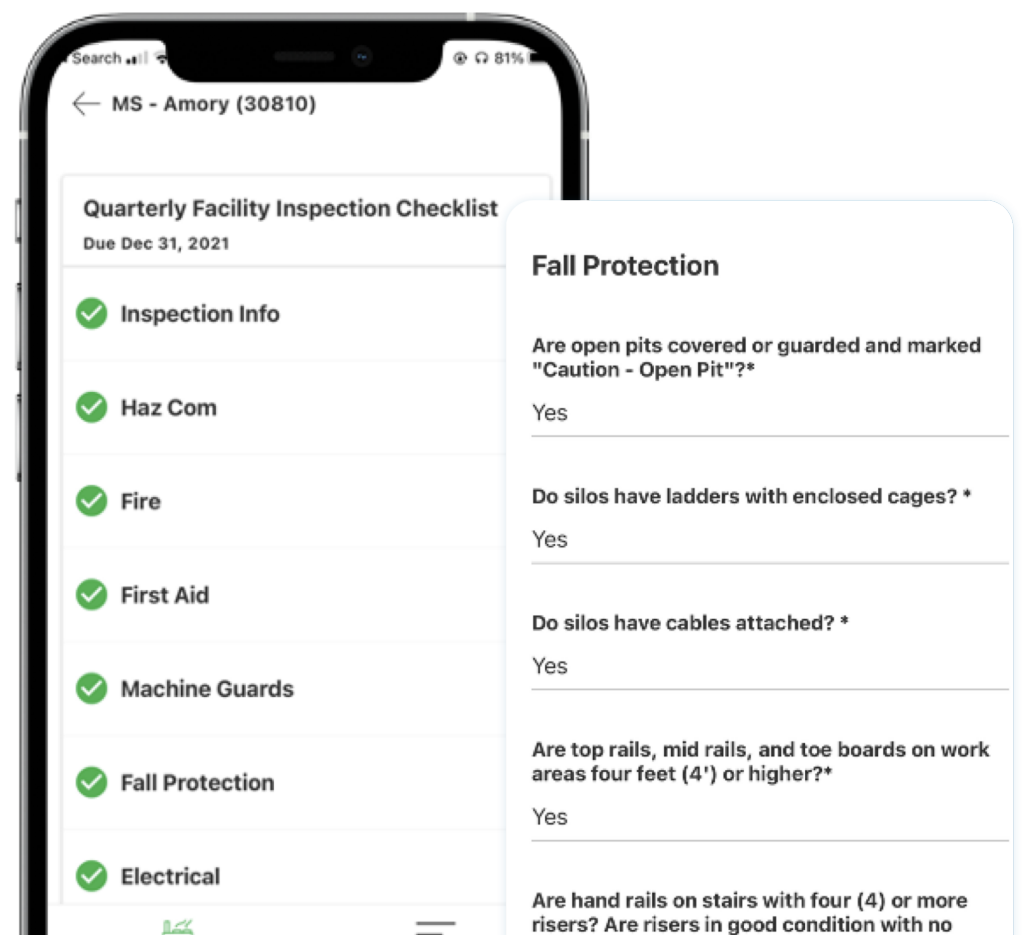 Search
81%
MS - Amory (30810)
Quarterly Facility Inspection Checklist
Due Dec 31, 2021
Inspection Info
Haz Com
Fire
First Aid
Machine Guards
Fall Protection
Electrical
Fall Protection
Are open pits covered or guarded and marked
"Caution - Open Pit"?*
Yes
Do silos have ladders with enclosed cages? *
Yes
Do silos have cables attached? *
Yes
Are top rails, mid rails, and toe boards on work
areas four feet (4') or higher?*
Yes
Are hand rails on stairs with four (4) or more
risers? Are risers in good condition with no